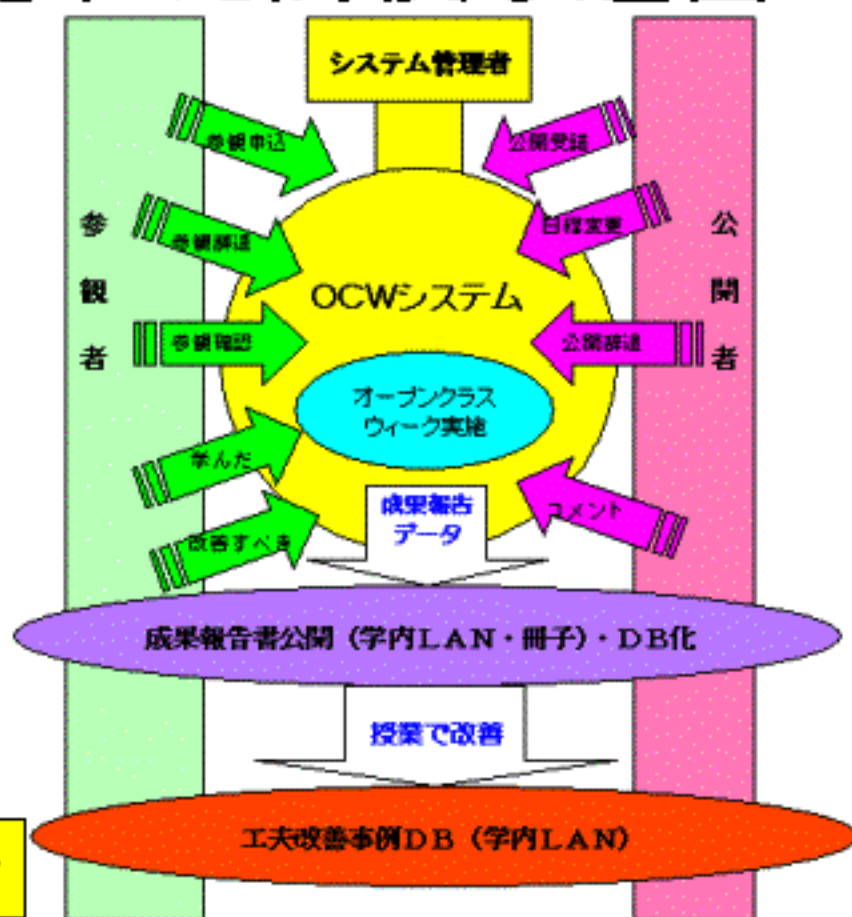 システム管理者
参観申込
公開受諾
参観辞退
日程変更
参
観
者
公
開
者
OCWシステム
参観確認
公開辞退
オープンクラス
ウィーク実施
学んだ
改善すべき
コメント
成果報告
データ
成果報告書公開（学内ＬＡＮ・冊子）・ＤＢ化
授業で改善
工夫改善事例ＤＢ（学内ＬＡＮ）